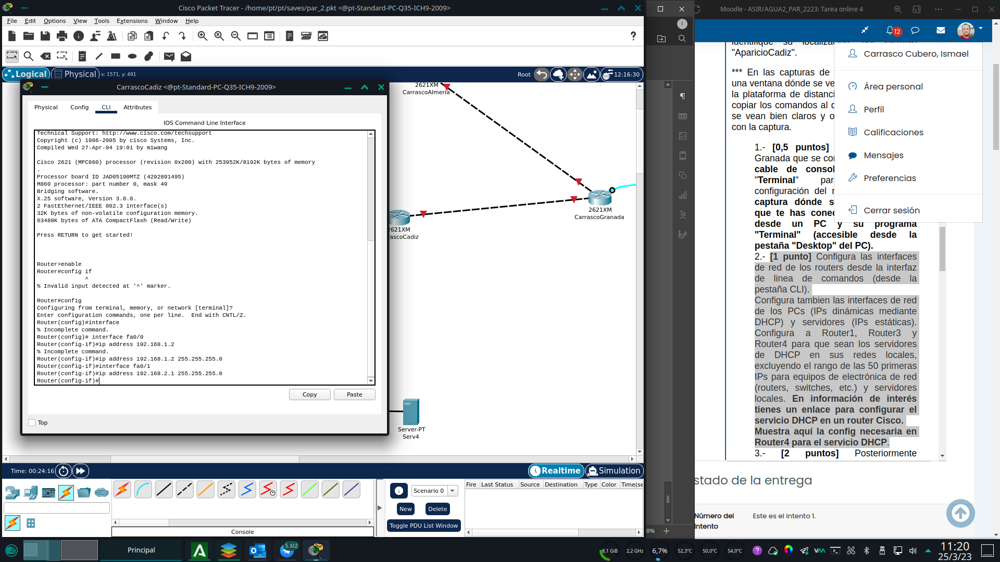 Cisco Packet Tracer - /home/pt/pt/saves/par_2.pkt <@pt-Standard-PC-Q35-ICH9-2009>
File Edit Options View Tools Extensions Window Help
Logical Physical x: 1571, y: 491
Root 12:16:30
CarrascoCadiz <@pt-Standard-PC-Q35-ICH9-2009>
Physical Config CLI Attributes
IOS Command Line Interface
Technical Support: http://www.cisco.com/techsupport
Copyright (c) 1986-2005 by cisco Systems, Inc.
Compiled Wed 27-Apr-04 19:01 by miwang
Cisco 2621 (MPC860) processor (revision 0x200) with 253952K/8192K bytes of memory
.
Processor board ID JAD05190MTZ (4292891495)
M860 processor: part number 0, mask 49
Bridging software.
X.25 software, Version 3.0.0.
2 FastEthernet/IEEE 802.3 interface(s)
32K bytes of non-volatile configuration memory.
63488K bytes of ATA CompactFlash (Read/Write)
Press RETURN to get started!
Router>enable
Router#config if
^
% Invalid input detected at '^' marker.
Router#config
Configuring from terminal, memory, or network [terminal]?
Enter configuration commands, one per line.  End with CNTL/Z.
Router(config)#interface
% Incomplete command.
Router(config)# interface fa0/0
Router(config-if)#ip address 192.168.1.2
% Incomplete command.
Router(config-if)#ip address 192.168.1.2 255.255.255.0
Router(config-if)#interface fa0/1
Router(config-if)#ip address 192.168.2.1 255.255.255.0
Router(config-if)#
Copy Paste
Top
2621XM
CarrascoAlmeria
2621XM
CarrascoGranada
2621XM
rascoCadiz
Server-PT
Serv4
Time: 00:24:16
Realtime Simulation
Scenario 0
New Delete
Toggle PDU List Window
Fire Last Status Source Destination Type Color Time(se
Console
I
¶
Ta
0%
Moodle - ASIR/AGUA2_PAR_2223: Tarea online 4
12
"AparicioCadiz".
*** En las capturas de
una ventana dónde se ve
la plataforma de distanci
copiar los comandos al d
se vean bien claros y o
con la captura.
Carrasco Cubero, Ismael
Área personal
Perfil
Calificaciones
Mensajes
Preferencias
Cerrar sesión
1.- [0,5 puntos]
Granada que se co
cable de consol
"Terminal" par
configuración del r
captura dónde s
que te has conec
desde un PC y su programa
"Terminal" (accesible desde la
pestaña "Desktop" del PC).
2.- [1 punto] Configura las interfaces
de red de los routers desde la interfaz
de linea de comandos (desde la
pestaña CLI).
Configura tambien las interfaces de red
de los PCs (IPs dinámicas mediante
DHCP) y servidores (IPs estáticas).
Configura a Router1, Router3 y
Router4 para que sean los servidores
de DHCP en sus redes locales,
excluyendo el rango de las 50 primeras
IPs para equipos de electrónica de red
(routers, switches, etc.) y servidores
locales. En información de interés
tienes un enlace para configurar el
servicio DHCP en un router Cisco.
Muestra aquí la config necesaria en
Router4 para el servicio DHCP.
3.- [2 puntos] Posteriormente
stado de la entrega
Número del
intento
Este es el intento 1.
Principal
5.322
8,1 GiB 2,2 GHz 6,7% 52,3°C 50,0°C 54,0°C
11:20
25/3/23